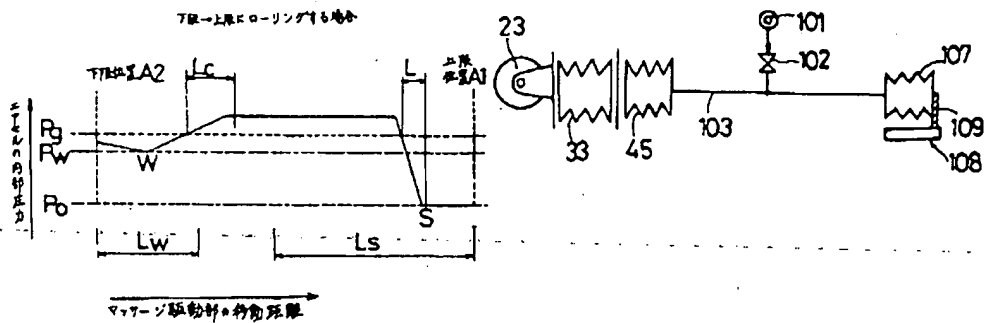 下限→上限にローリングする場合
下限位置A2
Lc
L
上限
位置A1
エアセルの内部圧力
Pg
Pw
W
Po
S
Lw
Ls
マッサージ駆動部の移動距離
23
33
45
103
101
102
107
109
108